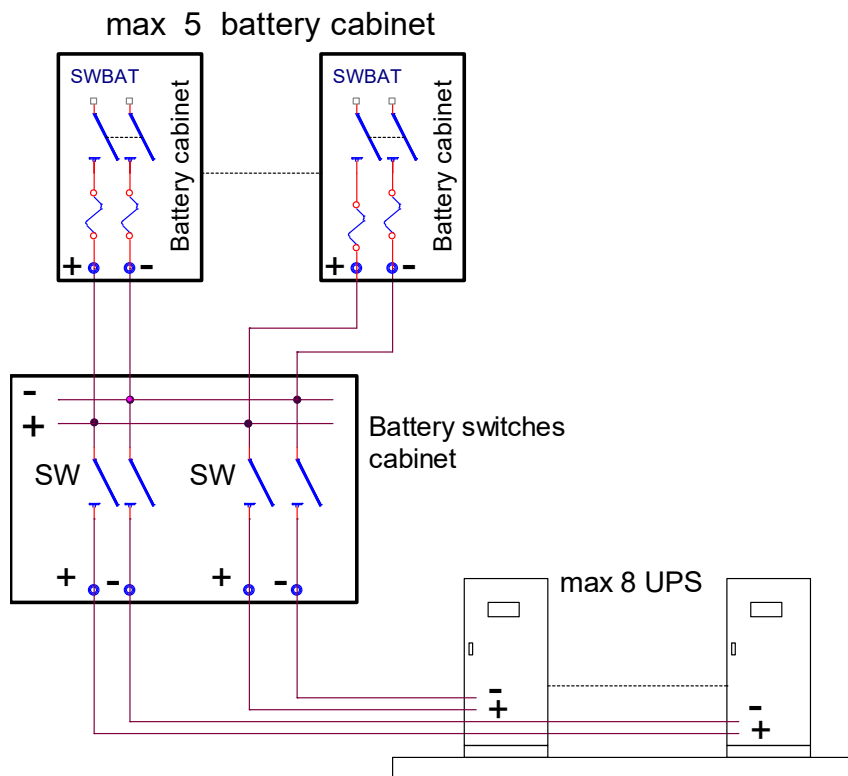 max 5 battery cabinet
SWBAT
Battery cabinet
+ -
SWBAT
Battery cabinet
+ -
-
+
Battery switches
cabinet
SW
SW
+ -
+ -
max 8 UPS
-
+
-
+